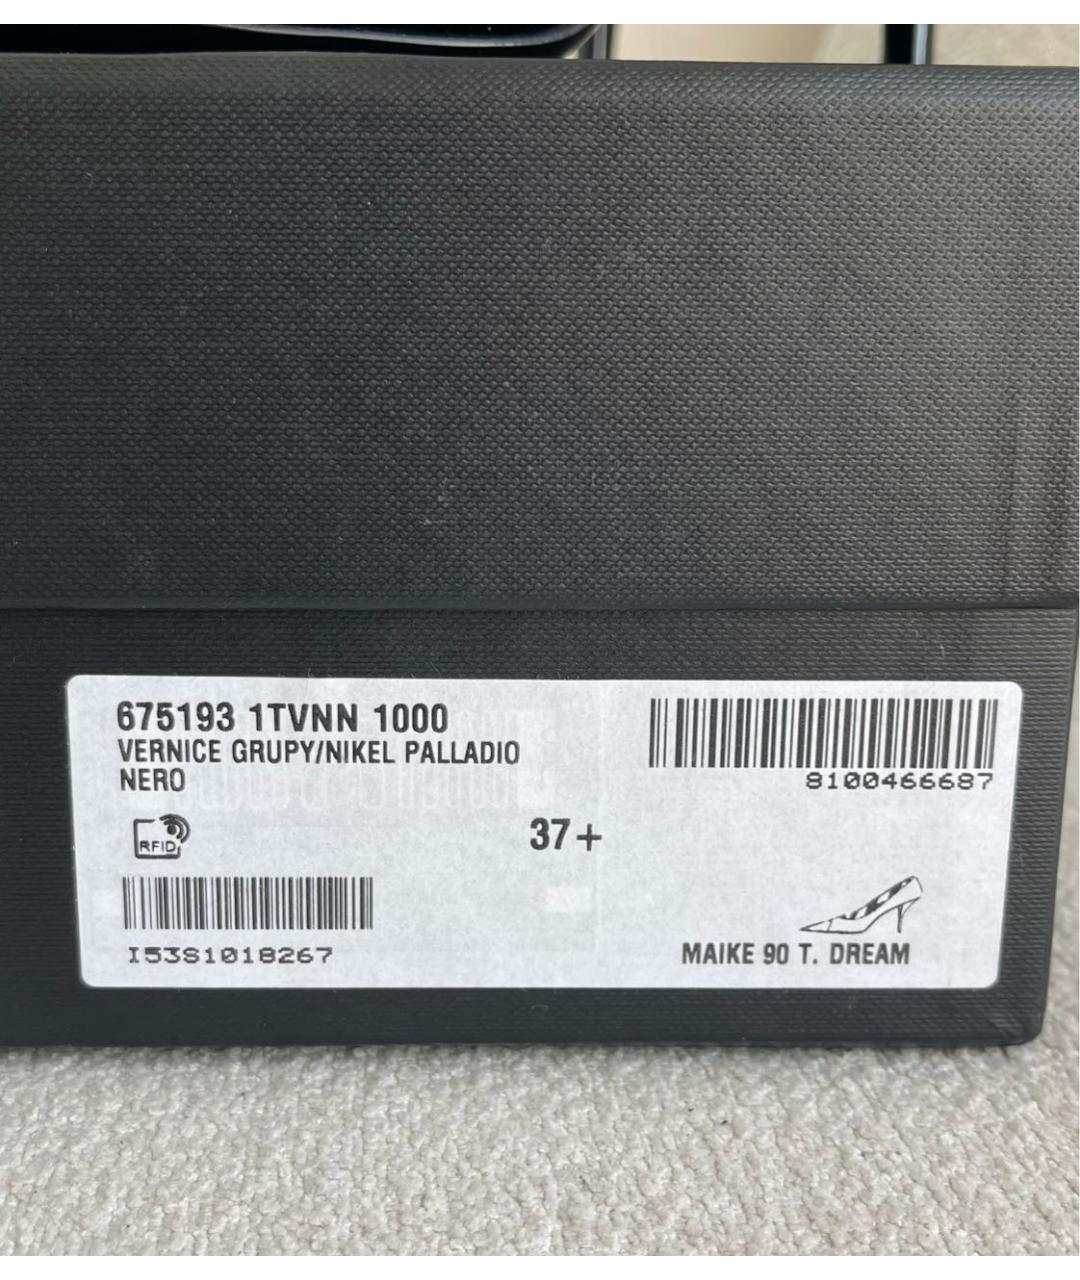 675193 1TVNN 1000
VERNICE GRUPY/NIKEL PALLADIO
NERO
8100466687
RFID
37+
I53S1018267
MAIKE 90 T. DREAM